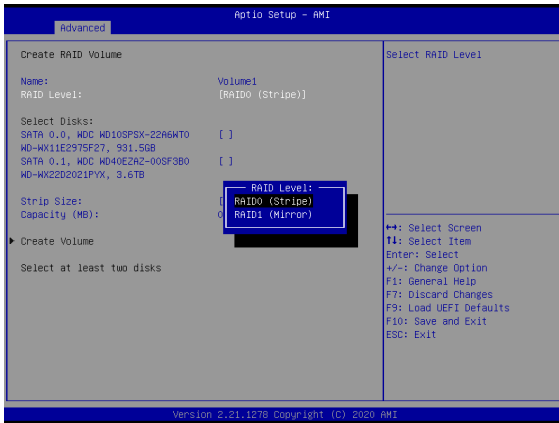 Aptio Setup - AMI
Advanced
Create RAID Volume
Name: Volume1
RAID Level: [RAID0 (Stripe)]
Select Disks:
SATA 0.0, WDC WD10SPSX-22A6WT0 [ ]
WD-WX11E2975F27, 931.5GB
SATA 0.1, WDC WD40EZAZ-00SF3B0 [ ]
WD-WX22D2021PYX, 3.6TB
Strip Size: [
Capacity (MB): 0
Create Volume
Select at least two disks
RAID Level:
RAID0 (Stripe)
RAID1 (Mirror)
Select RAID Level
→←: Select Screen
↑↓: Select Item
Enter: Select
+/-: Change Option
F1: General Help
F7: Discard Changes
F9: Load UEFI Defaults
F10: Save and Exit
ESC: Exit
Version 2.21.1278 Copyright (C) 2020 AMI